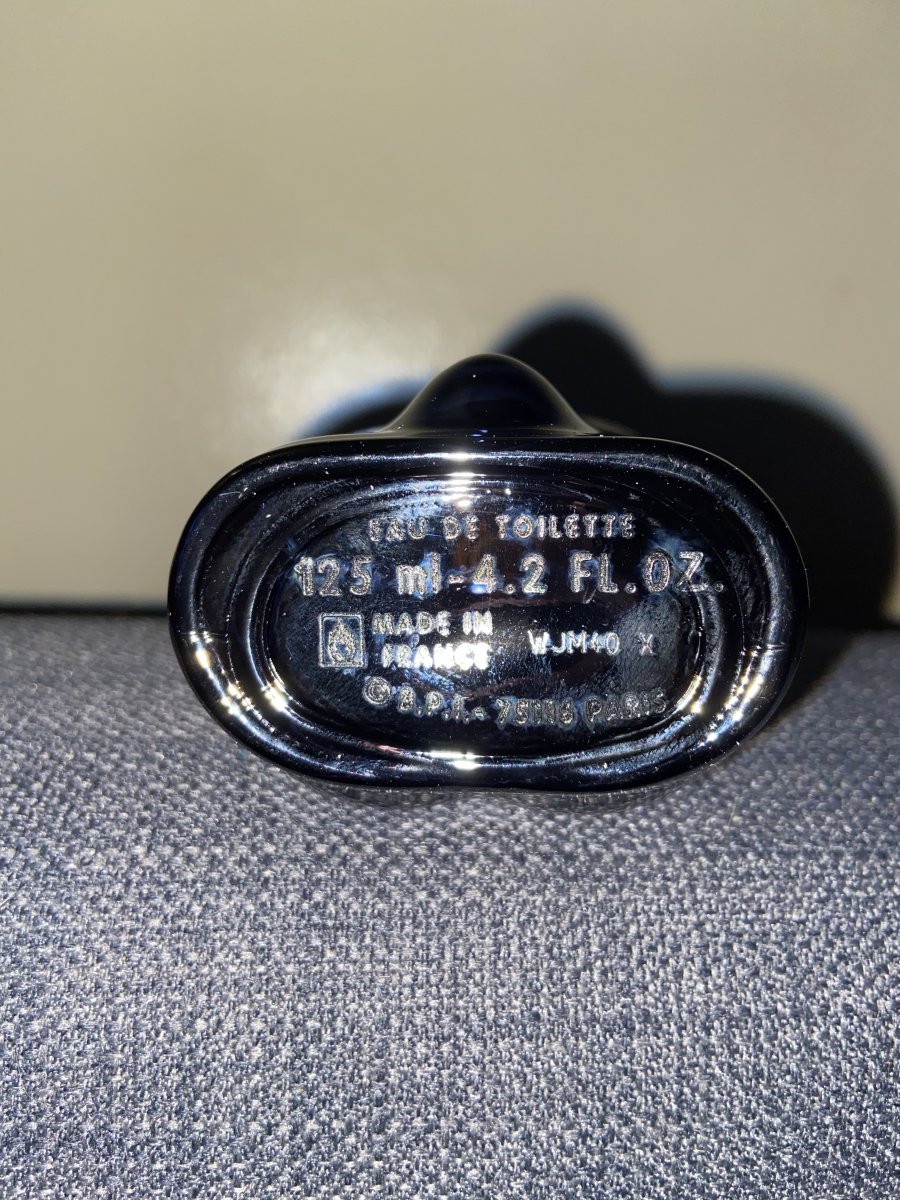 EAU DE TOILETTE
125 ml-4.2 FL.OZ.
MADE IN
FRANCE
WJM40 X
© B.P.I.- 75116 PARIS